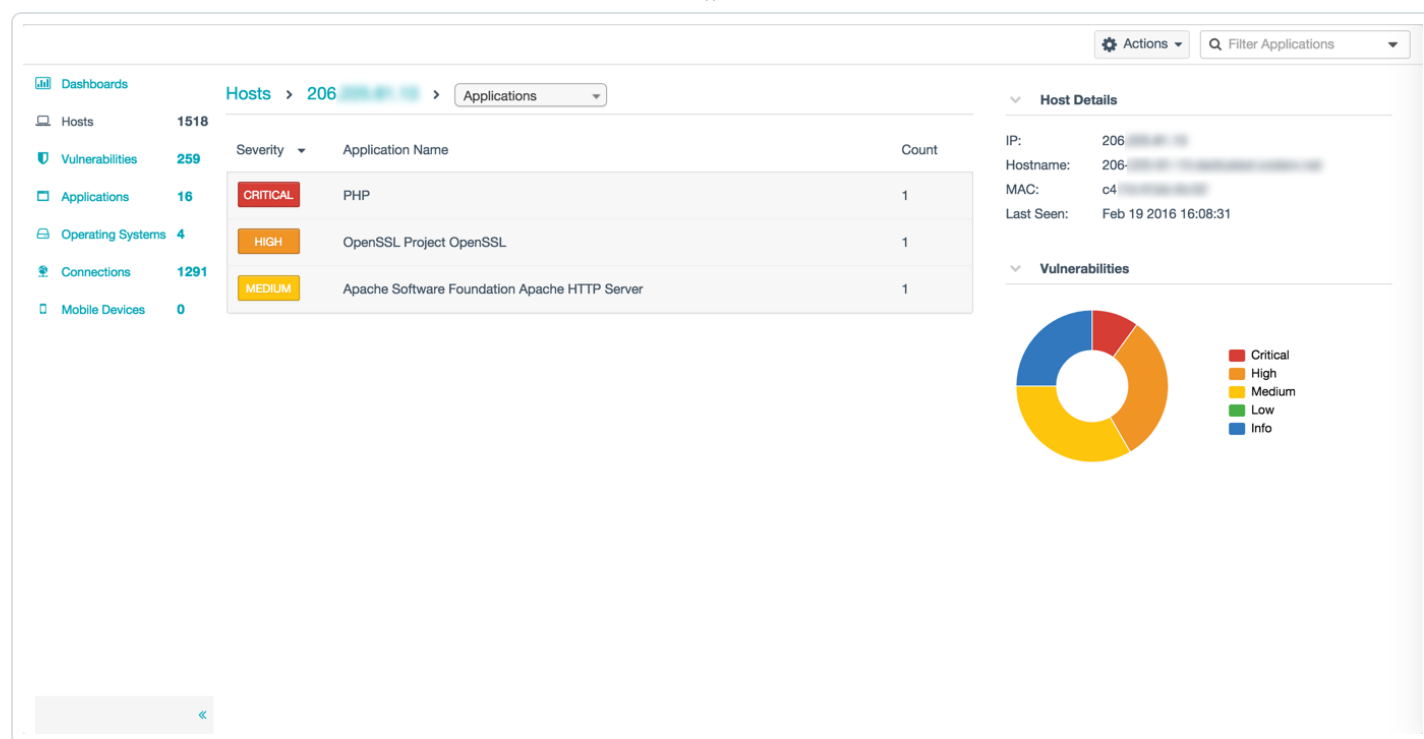 Actions
Filter Applications
Dashboards
Hosts 1518
Vulnerabilities 259
Applications 16
Operating Systems 4
Connections 1291
Mobile Devices 0
«
Hosts > 206 > Applications
Severity Application Name Count
CRITICAL PHP 1
HIGH OpenSSL Project OpenSSL 1
MEDIUM Apache Software Foundation Apache HTTP Server 1
Host Details
IP: 206
Hostname: 206-
MAC: c4
Last Seen: Feb 19 2016 16:08:31
Vulnerabilities
Critical
High
Medium
Low
Info